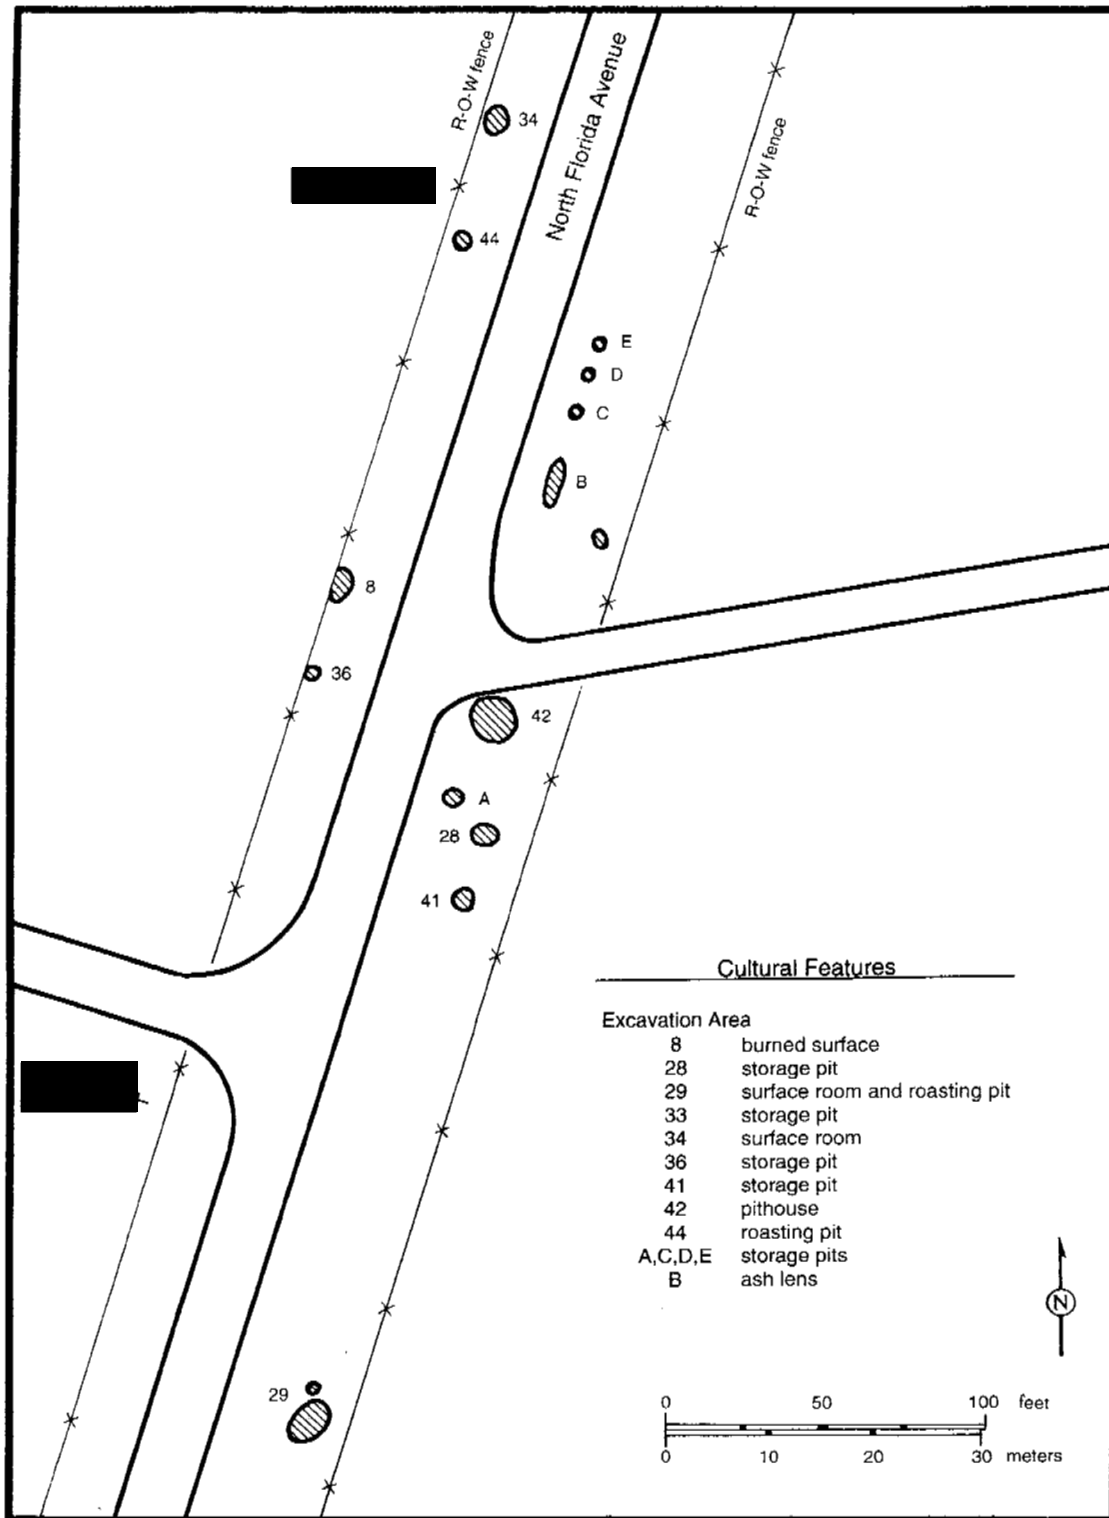 R-O-W fence
North Florida Avenue
R-O-W fence
34
44
E
D
C
B
8
36
42
A
28
41
29
Cultural Features
Excavation Area
8 burned surface
28 storage pit
29 surface room and roasting pit
33 storage pit
34 surface room
36 storage pit
41 storage pit
42 pithouse
44 roasting pit
A,C,D,E storage pits
B ash lens
N
0 50 100 feet
0 10 20 30 meters